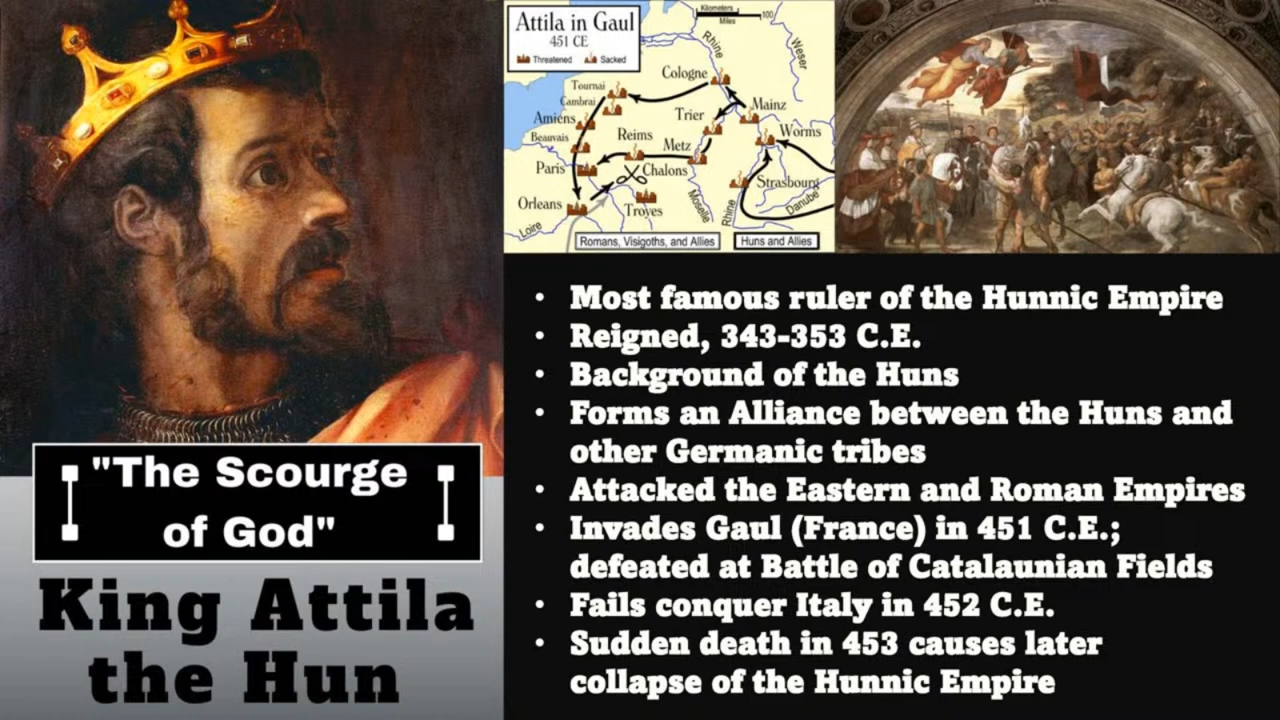 "The Scourge
of God"
King Attila
the Hun
Attila in Gaul
451 CE
Threatened Sacked
Kilometers
Miles
100
Rhine
Weser
Cologne
Tournai
Cambrai
Amiens
Beauvais
Trier
Mainz
Reims
Metz
Worms
Paris
Chalons
Strasbourg
Orleans
Troyes
Moselle
Rhine
Danube
Loire
Romans, Visigoths, and Allies
Huns and Allies
• Most famous ruler of the Hunnic Empire
• Reigned, 343-353 C.E.
• Background of the Huns
• Forms an Alliance between the Huns and
other Germanic tribes
• Attacked the Eastern and Roman Empires
• Invades Gaul (France) in 451 C.E.;
defeated at Battle of Catalaunian Fields
• Fails conquer Italy in 452 C.E.
• Sudden death in 453 causes later
collapse of the Hunnic Empire